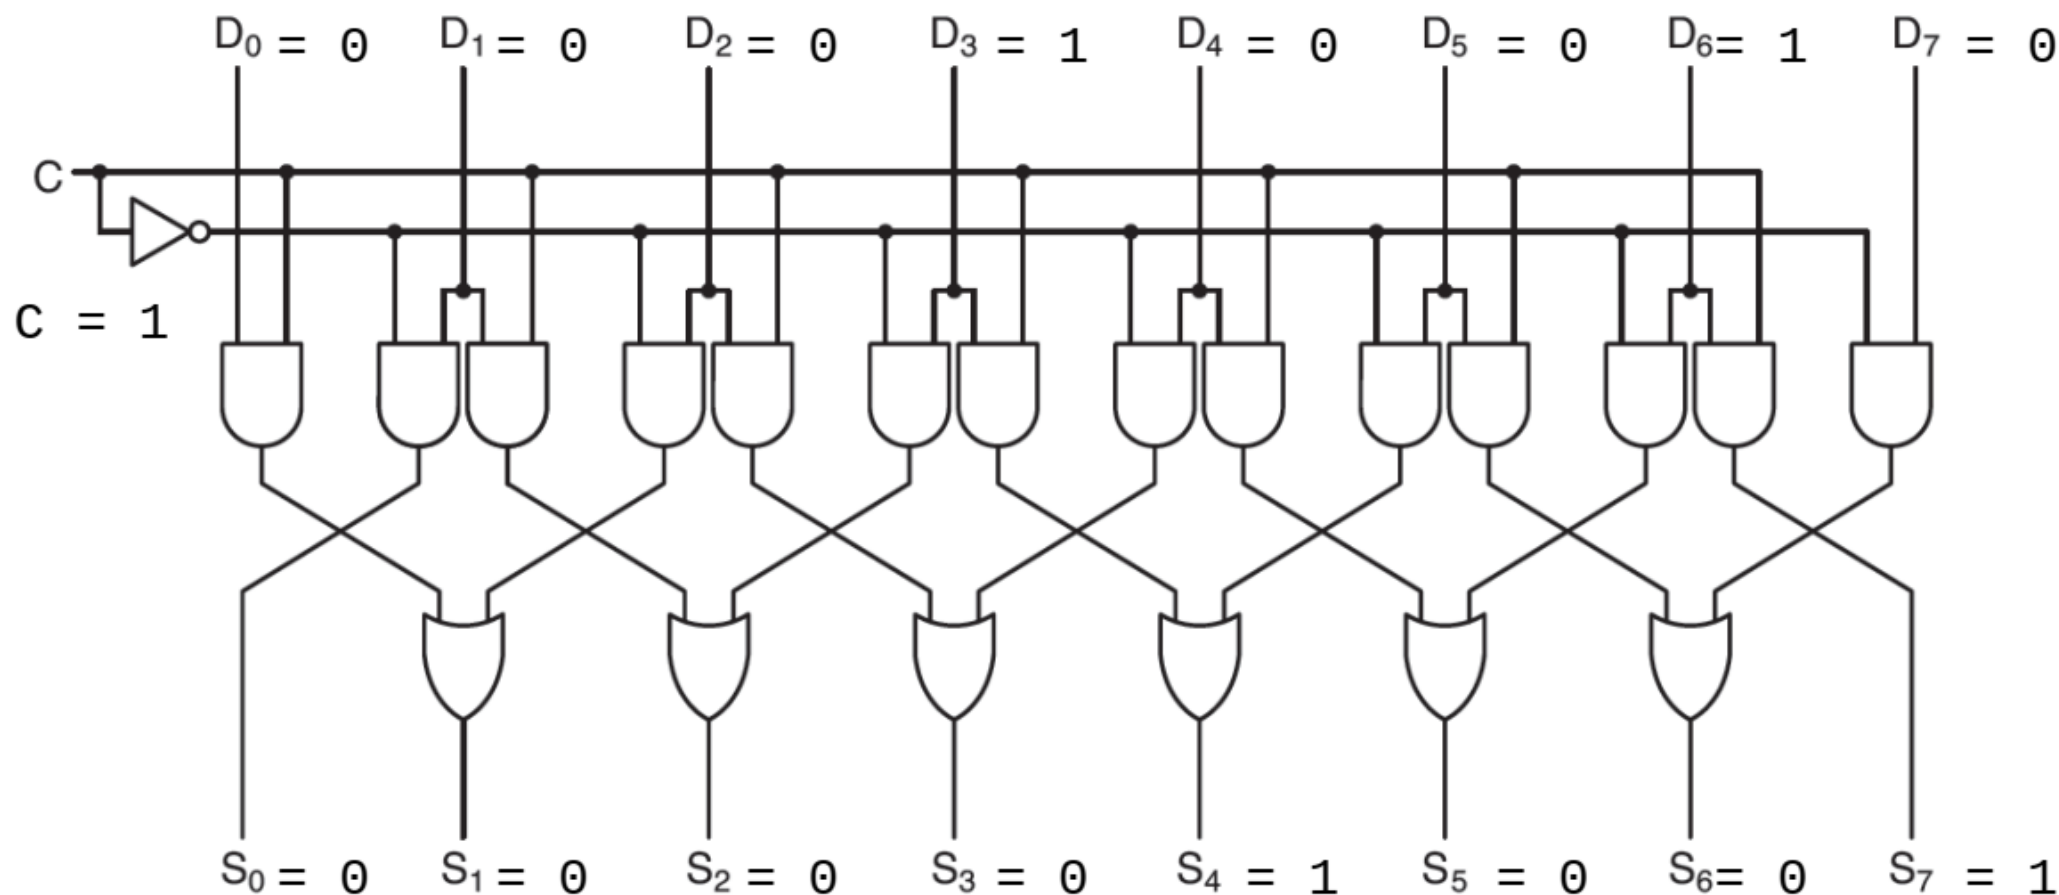 D₀ = 0 D₁ = 0 D₂ = 0 D₃ = 1 D₄ = 0 D₅ = 0 D₆ = 1 D₇ = 0
C
C = 1
S₀ = 0 S₁ = 0 S₂ = 0 S₃ = 0 S₄ = 1 S₅ = 0 S₆ = 0 S₇ = 1